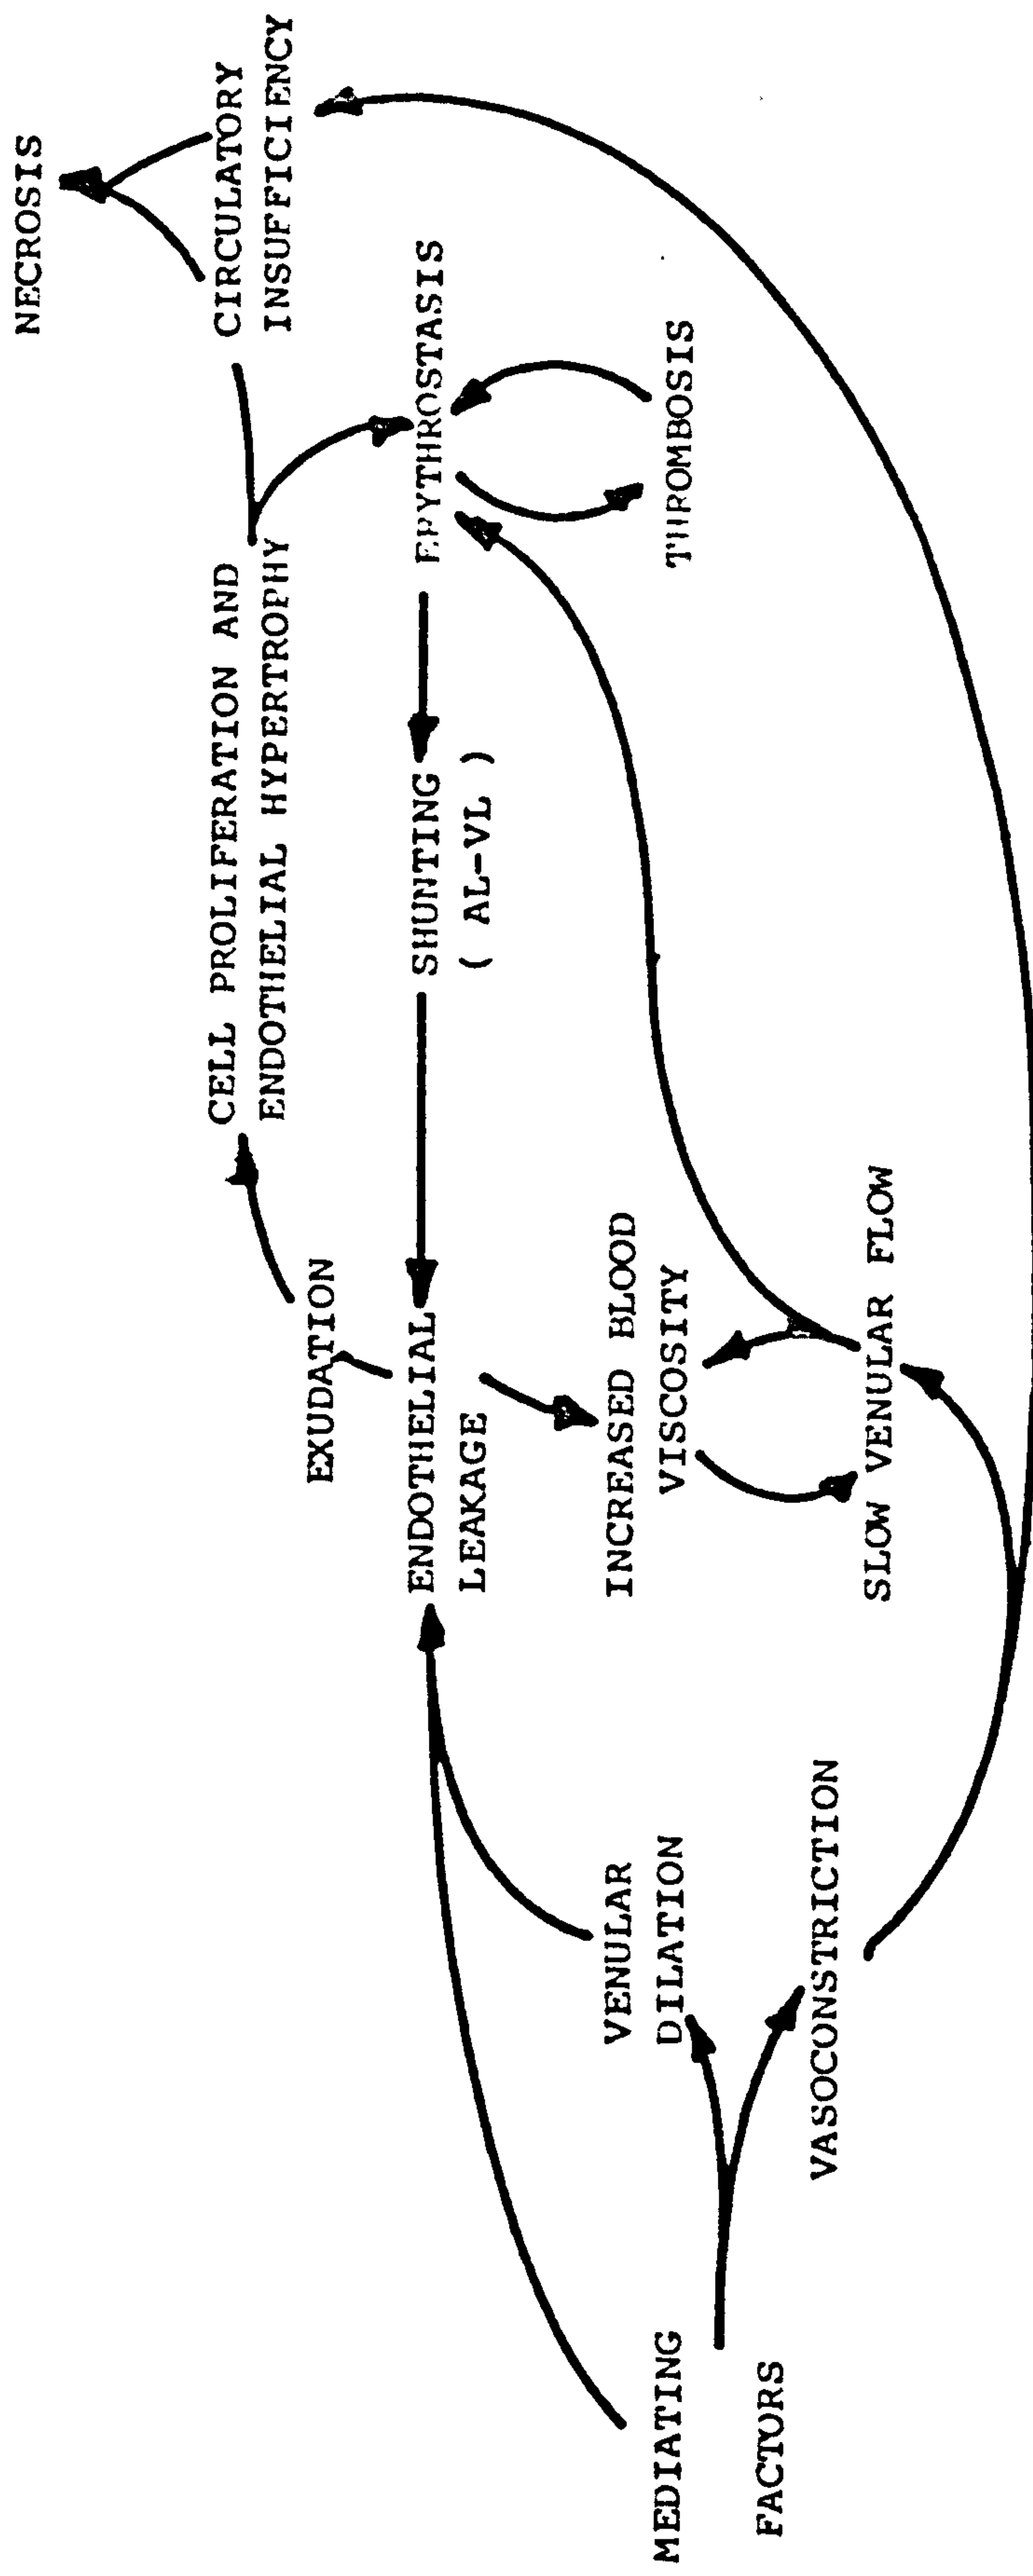 NECROSIS
CIRCULATORY
INSUFFICIENCY
CELL PROLIFERATION AND
ENDOTHELIAL HYPERTROPHY
EXUDATION
ERYTHROSTASIS
SHUNTING
( AL-VL )
ENDOTHELIAL
LEAKAGE
THROMBOSIS
INCREASED BLOOD
VISCOSITY
SLOW VENULAR FLOW
VENULAR
DILATION
VASOCONSTRICTION
MEDIATING
FACTORS